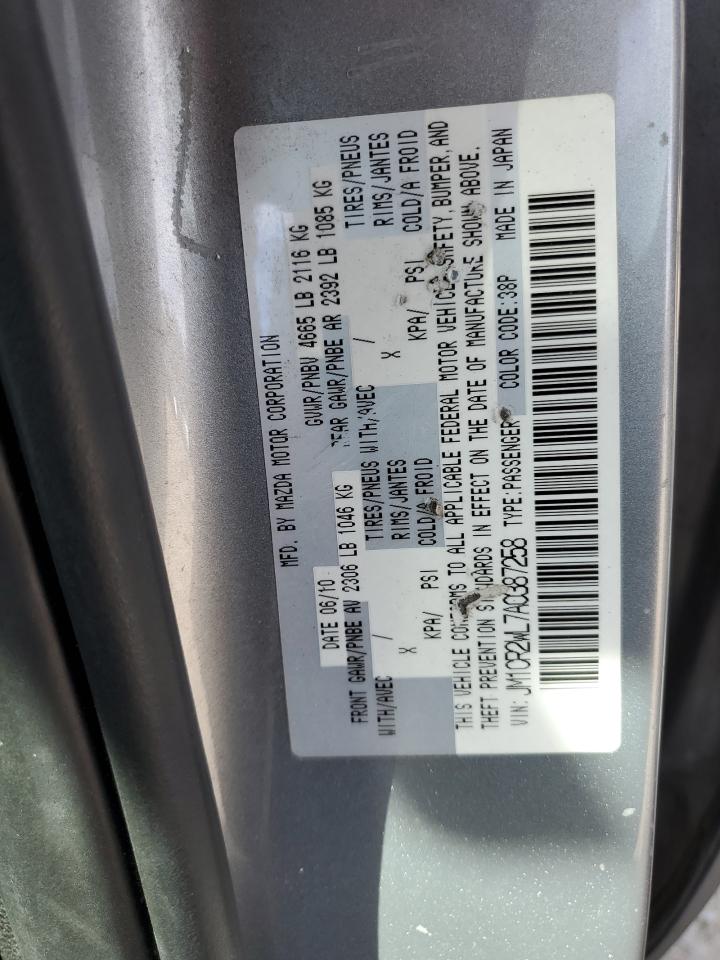 MFD. BY MAZDA MOTOR CORPORATION
DATE 06/10 GVWR/PNBV 4665 LB 2116 KG
FRONT GAWR/PNBE AV 2306 LB 1046 KG REAR GAWR/PNBE AR 2392 LB 1085 KG
WITH/AVEC / TIRES/PNEUS WITH/AVEC / TIRES/PNEUS
X RIMS/JANTES X RIMS/JANTES
KPA/ PSI COLD/A FROID KPA/ PSI COLD/A FROID
THIS VEHICLE CONFORMS TO ALL APPLICABLE FEDERAL MOTOR VEHICLE SAFETY, BUMPER, AND
THEFT PREVENTION STANDARDS IN EFFECT ON THE DATE OF MANUFACTURE SHOWN ABOVE.
VIN: JM1CR2WL7A0387258 TYPE:PASSENGER COLOR CODE:38P MADE IN JAPAN